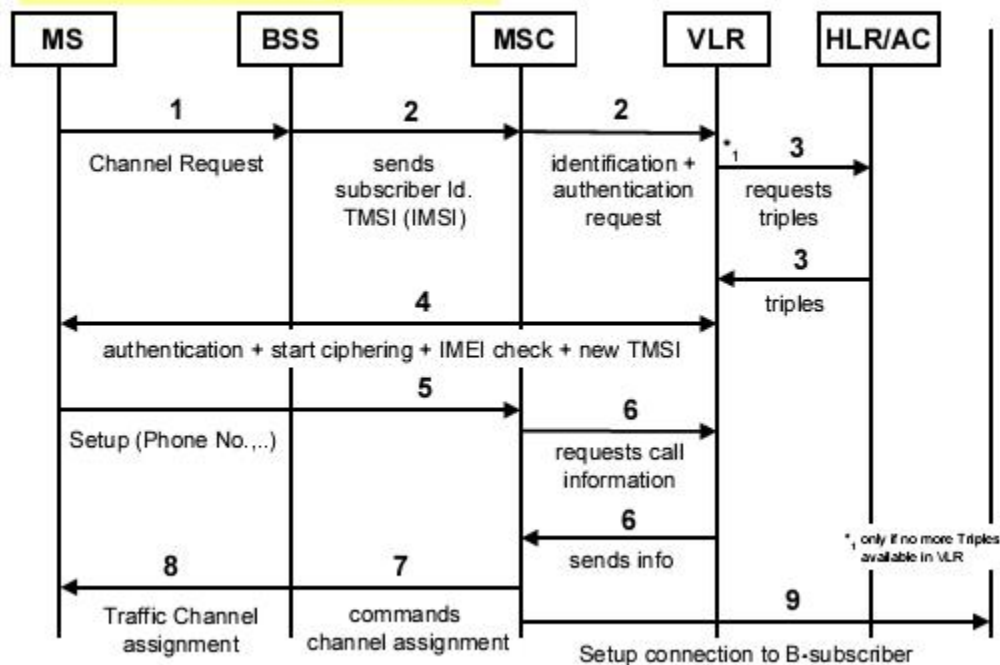 MS
BSS
MSC
VLR
HLR/AC
1
2
2
*1
3
Channel Request
sends
subscriber Id.
TMSI (IMSI)
identification +
authentication
request
requests
triples
3
triples
4
authentication + start ciphering + IMEI check + new TMSI
5
Setup (Phone No.,..)
6
requests call
information
6
sends info
*1 only if no more Triples
available in VLR
8
7
Traffic Channel
assignment
commands
channel assignment
9
Setup connection to B-subscriber